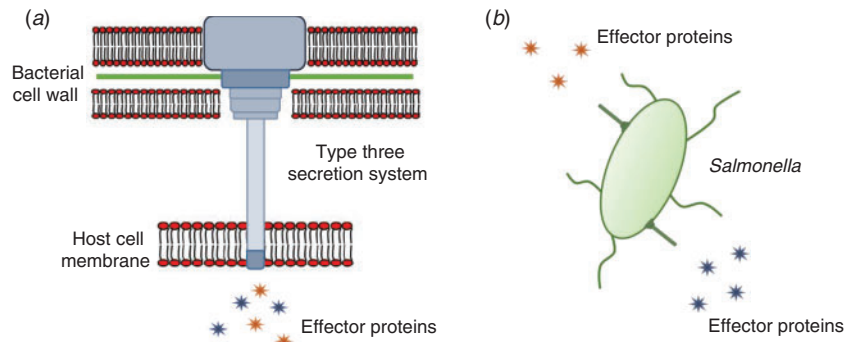 (a)
Bacterial
cell wall
Type three
secretion system
Host cell
membrane
Effector proteins
(b)
Effector proteins
Salmonella
Effector proteins